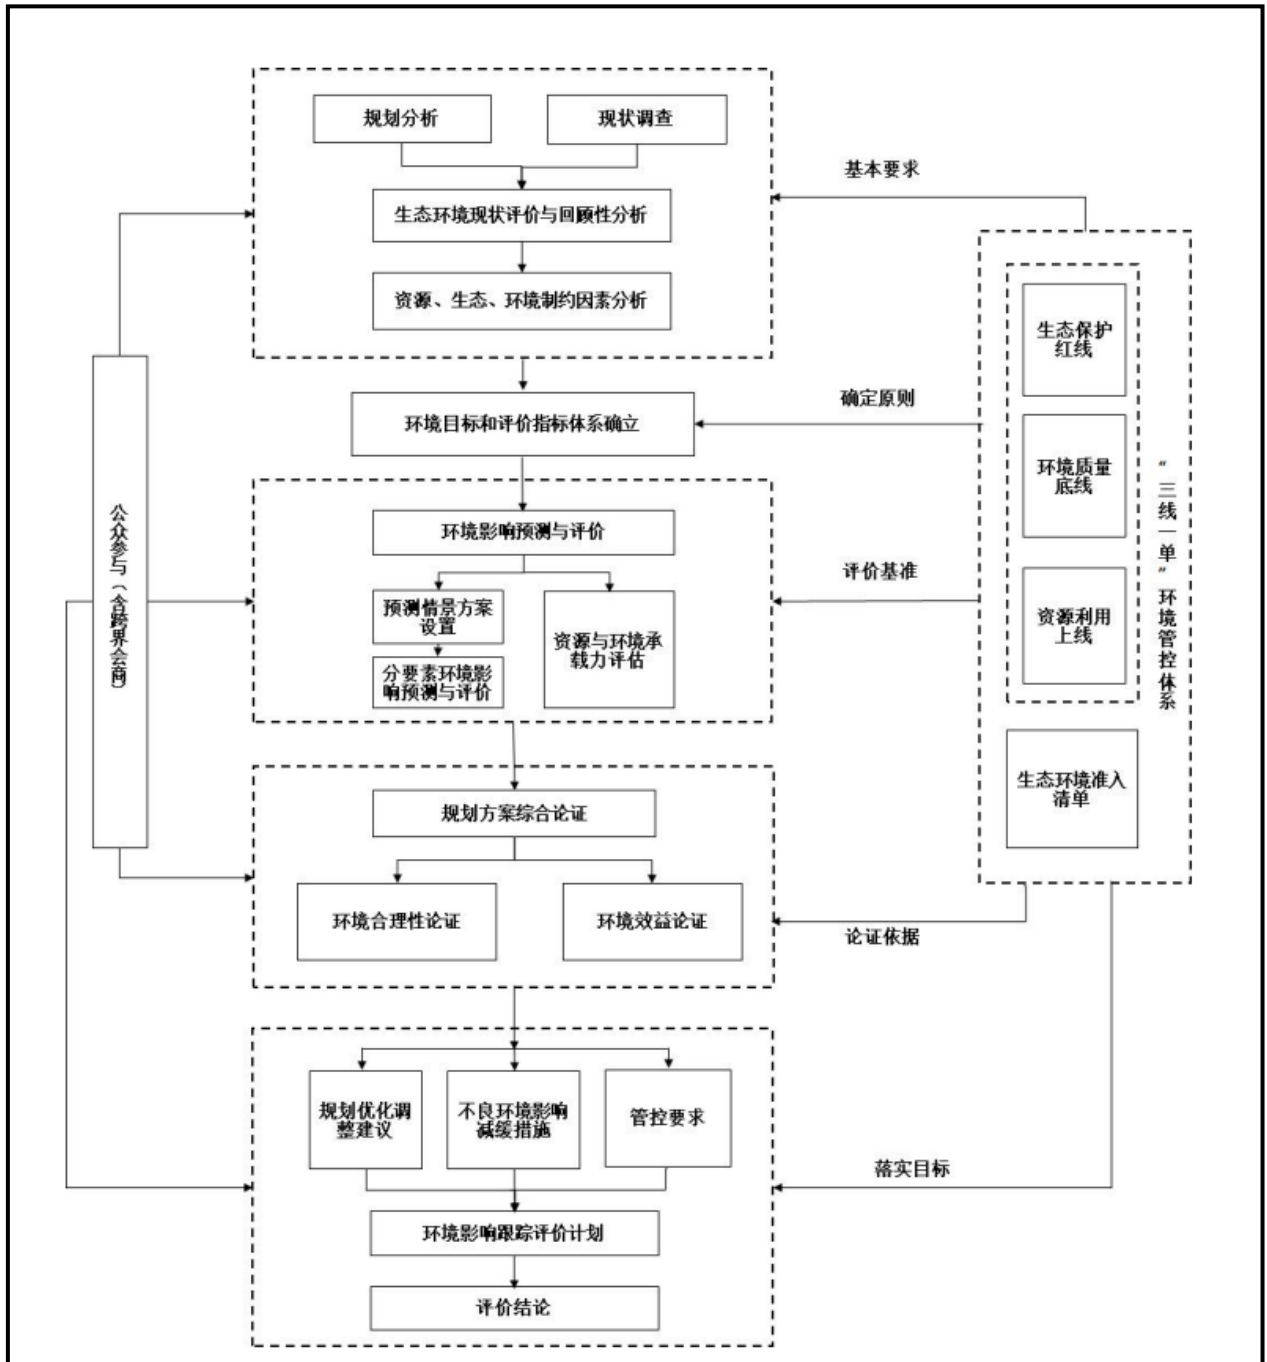 规划分析
现状调查
基本要求
生态环境现状评价与回顾性分析
资源、生态、环境制约因素分析
生态保护
红线
确定原则
环境目标和评价指标体系确立
环境质量
底线
“三线一单”环境管控体系
公众参与（含跨界会商）
环境影响预测与评价
评价基准
预测情景方案
设置
资源与环境承
载力评估
资源利用
上线
分要素环境影
响预测与评价
生态环境准入
清单
规划方案综合论证
环境合理性论证
环境效益论证
论证依据
规划优化调
整建议
不良环境影响
减缓措施
管控要求
落实目标
环境影响跟踪评价计划
评价结论